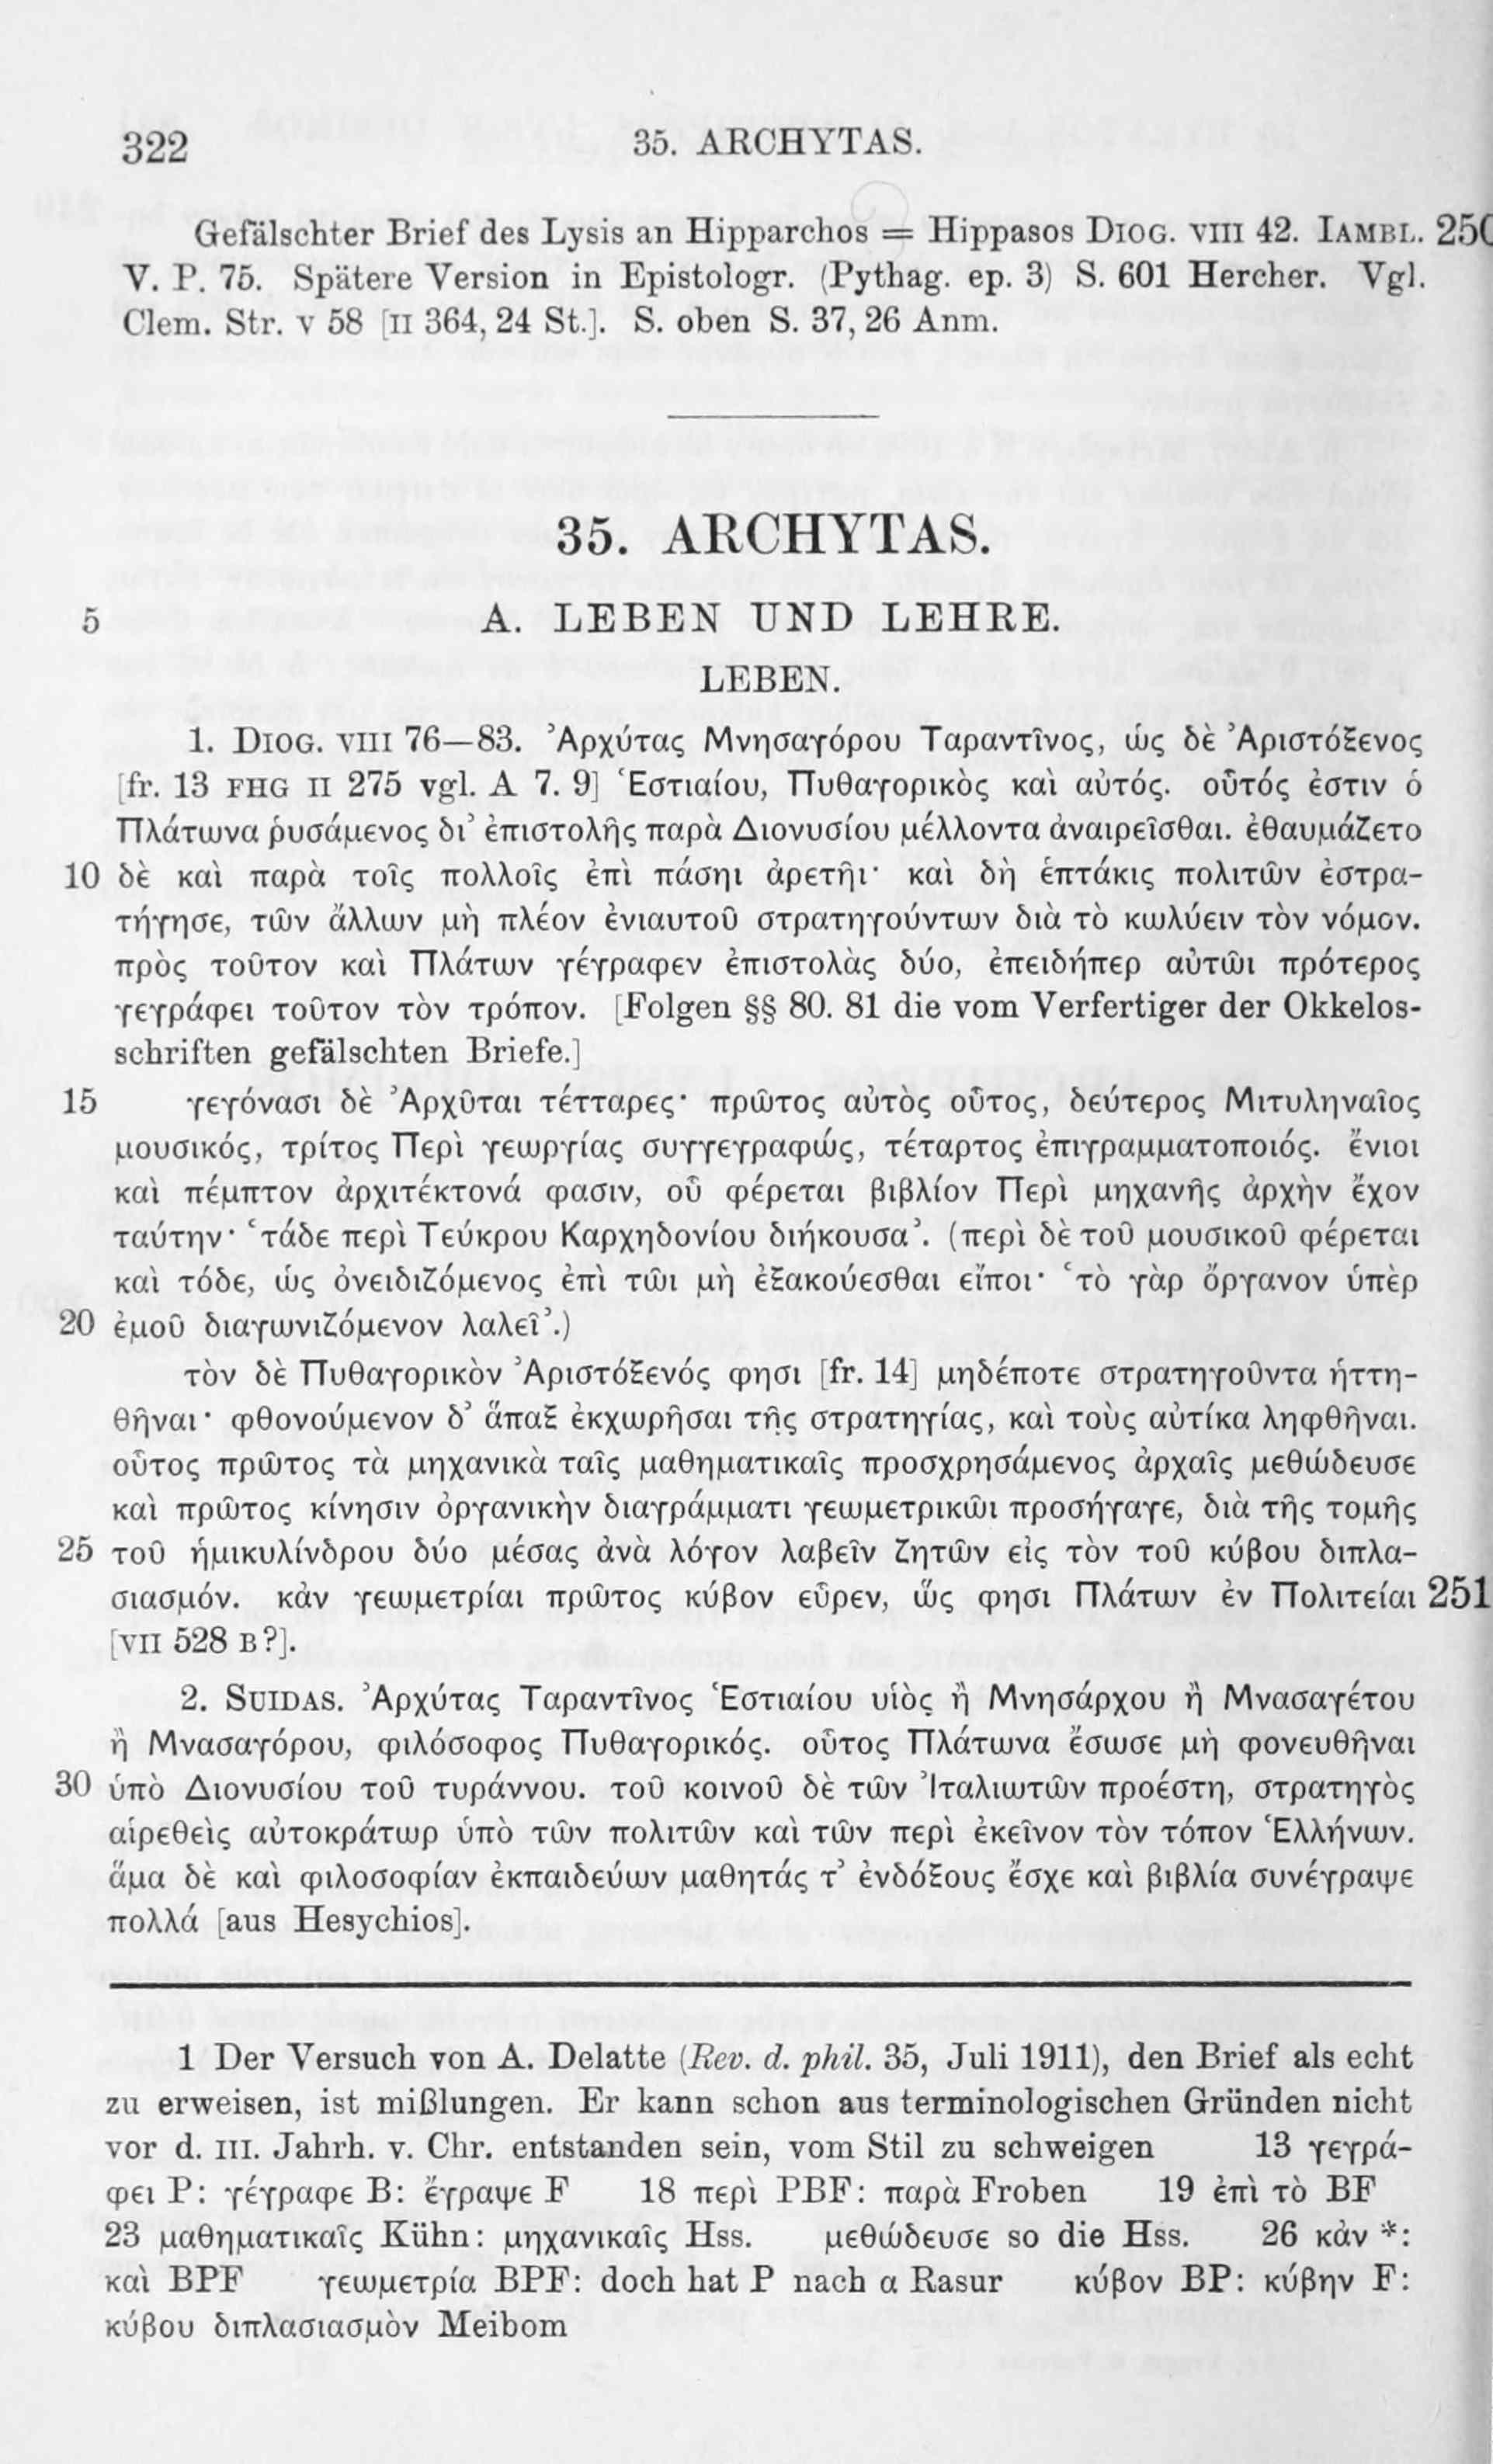 322 35. ARCHYTAS.
Gefälschter Brief des Lysis an Hipparchos = Hippasos DIOG. VIII 42. IAMBL. 250
V. P. 75. Spätere Version in Epistologr. (Pythag. ep. 3) S. 601 Hercher. Vgl.
Clem. Str. V 58 [II 364, 24 St.]. S. oben S. 37, 26 Anm.
35. ARCHYTAS.
5 A. LEBEN UND LEHRE.
LEBEN.
1. DIOG. VIII 76—83. Ἀρχύτας Μνησαγόρου Ταραντῖνος, ὡς δὲ Ἀριστόξενος
[fr. 13 FHG II 275 vgl. A 7. 9] Ἑστιαίου, Πυθαγορικὸς καὶ αὐτός. οὗτός ἐστιν ὁ
Πλάτωνα ῥυσάμενος δι’ ἐπιστολῆς παρὰ Διονυσίου μέλλοντα ἀναιρεῖσθαι. ἐθαυμάζετο
10 δὲ καὶ παρὰ τοῖς πολλοῖς ἐπὶ πάσηι ἀρετῆι· καὶ δὴ ἑπτάκις πολιτῶν ἐστρα-
τήγησε, τῶν ἄλλων μὴ πλέον ἐνιαυτοῦ στρατηγούντων διὰ τὸ κωλύειν τὸν νόμον.
πρὸς τοῦτον καὶ Πλάτων γέγραφεν ἐπιστολὰς δύο, ἐπειδήπερ αὐτῶι πρότερος
γεγράφει τοῦτον τὸν τρόπον. [Folgen §§ 80. 81 die vom Verfertiger der Okkelos-
schriften gefälschten Briefe.]
15 γεγόνασι δὲ Ἀρχῦται τέτταρες· πρῶτος αὐτὸς οὗτος, δεύτερος Μιτυληναῖος
μουσικός, τρίτος Περὶ γεωργίας συγγεγραφώς, τέταρτος ἐπιγραμματοποιός. ἔνιοι
καὶ πέμπτον ἀρχιτέκτονά φασιν, οὗ φέρεται βιβλίον Περὶ μηχανῆς ἀρχὴν ἔχον
ταύτην· ‘τάδε περὶ Τεύκρου Καρχηδονίου διήκουσα’. (περὶ δὲ τοῦ μουσικοῦ φέρεται
καὶ τόδε, ὡς ὀνειδιζόμενος ἐπὶ τῶι μὴ ἐξακούεσθαι εἴποι· ‘τὸ γὰρ ὄργανον ὑπὲρ
20 ἐμοῦ διαγωνιζόμενον λαλεῖ’.)
τὸν δὲ Πυθαγορικὸν Ἀριστόξενός φησι [fr. 14] μηδέποτε στρατηγοῦντα ἡττη-
θῆναι· φθονούμενον δ’ ἅπαξ ἐκχωρῆσαι τῆς στρατηγίας, καὶ τοὺς αὐτίκα ληφθῆναι.
οὗτος πρῶτος τὰ μηχανικὰ ταῖς μαθηματικαῖς προσχρησάμενος ἀρχαῖς μεθώδευσε
καὶ πρῶτος κίνησιν ὀργανικὴν διαγράμματι γεωμετρικῶι προσήγαγε, διὰ τῆς τομῆς
25 τοῦ ἡμικυλίνδρου δύο μέσας ἀνὰ λόγον λαβεῖν ζητῶν εἰς τὸν τοῦ κύβου διπλα-
σιασμόν. κἀν γεωμετρίαι πρῶτος κύβον εὗρεν, ὥς φησι Πλάτων ἐν Πολιτείαι 251
[VII 528 B?].
2. SUIDAS. Ἀρχύτας Ταραντῖνος Ἑστιαίου υἱὸς ἢ Μνησάρχου ἢ Μνασαγέτου
ἢ Μνασαγόρου, φιλόσοφος Πυθαγορικός. οὗτος Πλάτωνα ἔσωσε μὴ φονευθῆναι
30 ὑπὸ Διονυσίου τοῦ τυράννου. τοῦ κοινοῦ δὲ τῶν Ἰταλιωτῶν προέστη, στρατηγὸς
αἱρεθεὶς αὐτοκράτωρ ὑπὸ τῶν πολιτῶν καὶ τῶν περὶ ἐκεῖνον τὸν τόπον Ἑλλήνων.
ἅμα δὲ καὶ φιλοσοφίαν ἐκπαιδεύων μαθητάς τ’ ἐνδόξους ἔσχε καὶ βιβλία συνέγραψε
πολλά [aus Hesychios].
1 Der Versuch von A. Delatte (Rev. d. phil. 35, Juli 1911), den Brief als echt
zu erweisen, ist mißlungen. Er kann schon aus terminologischen Gründen nicht
vor d. III. Jahrh. v. Chr. entstanden sein, vom Stil zu schweigen 13 γεγρά-
φει P: γέγραφε B: ἔγραψε F 18 περὶ PBF: παρὰ Froben 19 ἐπὶ τὸ BF
23 μαθηματικαῖς Kühn: μηχανικαῖς Hss. μεθώδευσε so die Hss. 26 κἀν *:
καὶ BPF γεωμετρία BPF: doch hat P nach α Rasur κύβον BP: κύβην F:
κύβου διπλασιασμὸν Meibom